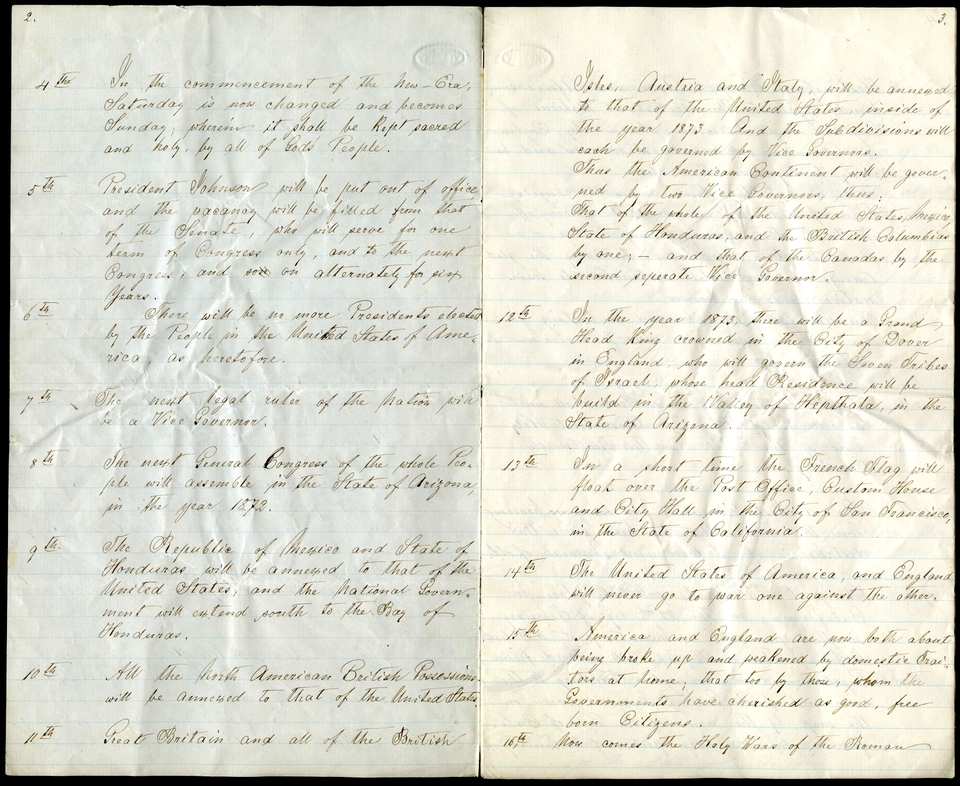 2.
4th In the commencement of the New-Era,
Saturday is now changed and becomes
Sunday, wherein it shall be kept sacred
and holy, by all of Gods People.
5th President Johnson will be put out of office
and the vacancy will be filled from that
of the Senate, who will serve for one
term of Congress only, and to the next
Congress, and soon on alternately for six
Years.
6th There will be no more Presidents elected
by the People in the United States of Ame-
rica, as heretofore.
7th The next legal ruler of the Nation will
be a Vice Governor.
8th The next General Congress of the whole Peo-
ple will assemble in the State of Arizona,
in the year 1872.
9th The Republic of Mexico and State of
Honduras will be annexed to that of the
United States, and the National Govern-
ment will extend south to the Bay of
Honduras.
10th All the North American British Possessions
will be annexed to that of the United States.
11th Great Britain and all of the British
3.
Isles, Austria and Italy, will be annexed
to that of the United States, inside of
the year 1873. And the Subdivisions will
each be governed by Vice Governors.
Thus the American Continent will be gover-
ned by two Vice Governors, thus:
That of the whole of the United States, Mexico,
State of Honduras, and the British Columbias
by one; – and that of the Canadas by the
second seperate Vice Governor.
12th In the year 1873, there will be a Grand
Head King crowned in the City of Dover
in England, who will govern the Seven Tribes
of Israel, whose head Residence will be
build in the Valley of Hepthala, in the
State of Arizona.
13th In a short time the French Flag will
float over the Post Office, Custom House
and City Hall in the City of San Francisco,
in the State of California.
14th The United States of America, and England
will never go to war one against the other.
15th America and England are now both about
being broke up and weakened by domestic Trai-
tors at home, that too by those, whom the
Governments have cherished as good, free
born Citizens.
16th Now comes the Holy Wars of the Roman